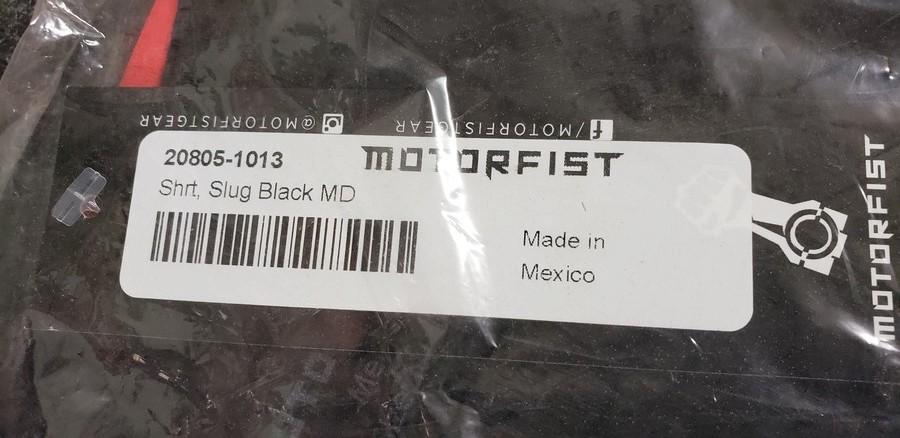 @MOTORFISTGEAR
/MOTORFISTGEAR
20805-1013
MOTORFIST
Shrt, Slug Black MD
Made in
Mexico
MOTORFIST